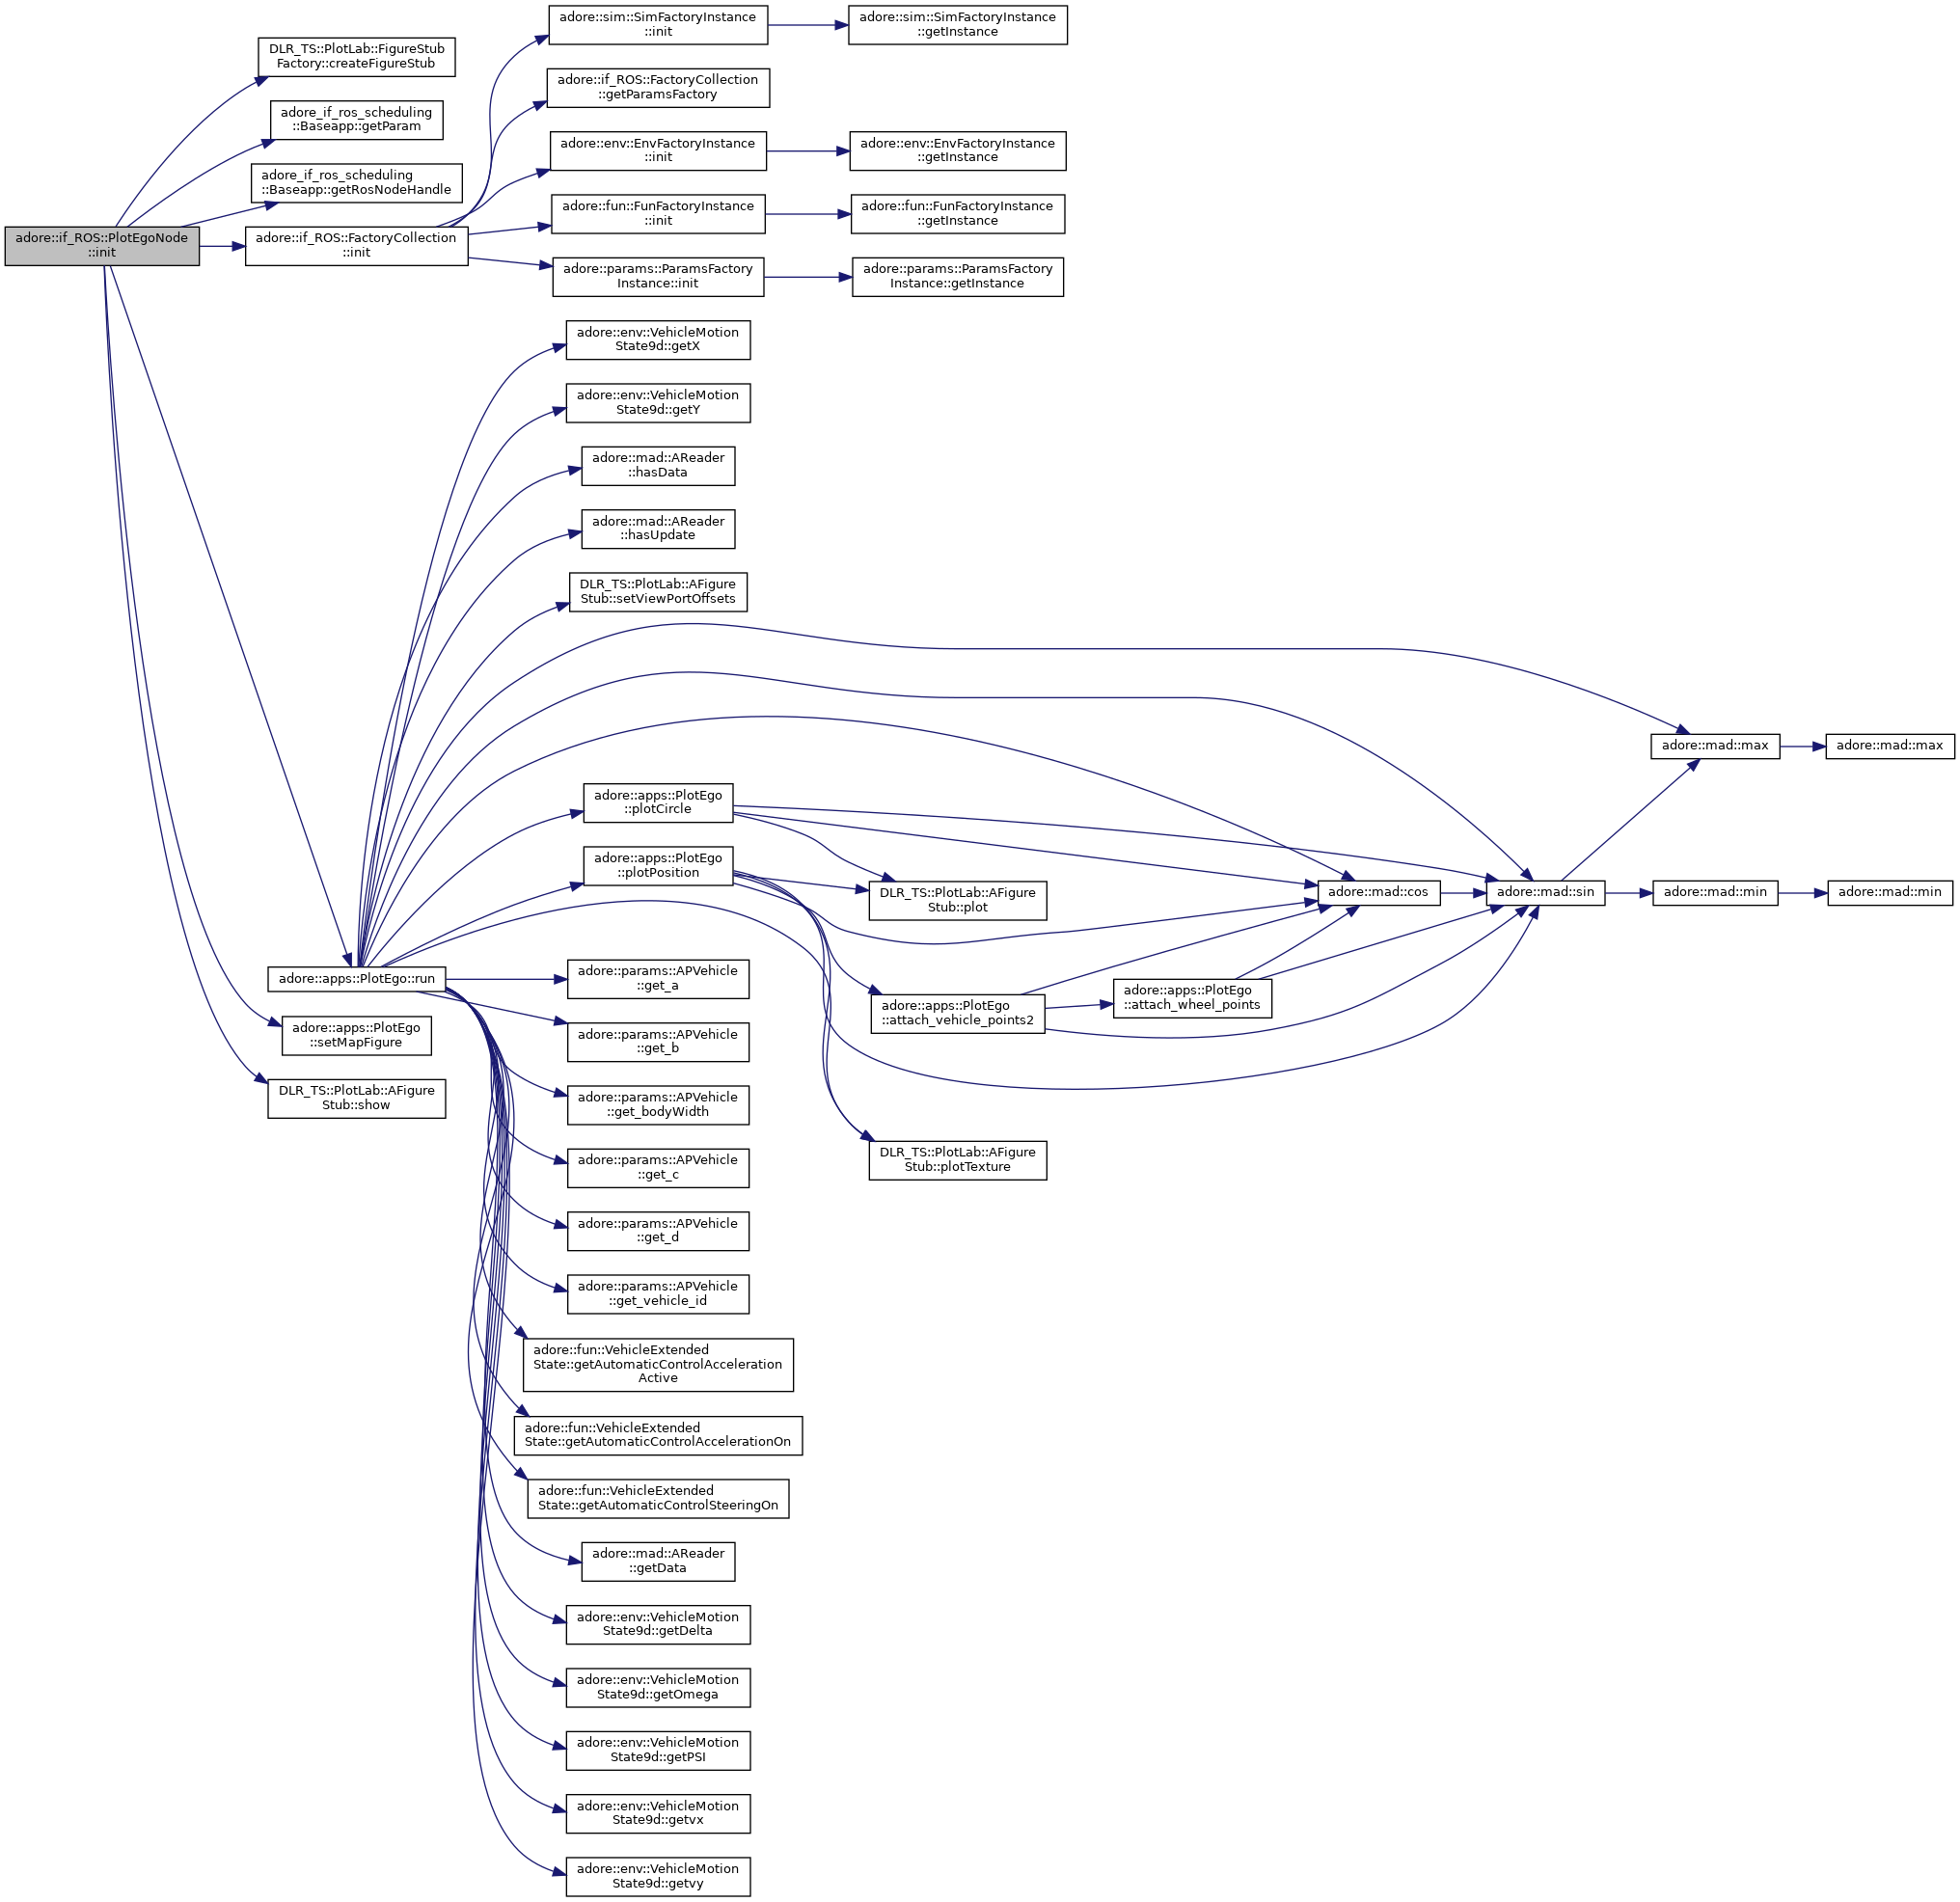 adore::if_ROS::PlotEgoNode
::init
DLR_TS::PlotLab::FigureStub
Factory::createFigureStub
adore_if_ros_scheduling
::Baseapp::getParam
adore_if_ros_scheduling
::Baseapp::getRosNodeHandle
adore::if_ROS::FactoryCollection
::init
adore::sim::SimFactoryInstance
::init
adore::sim::SimFactoryInstance
::getInstance
adore::if_ROS::FactoryCollection
::getParamsFactory
adore::env::EnvFactoryInstance
::init
adore::env::EnvFactoryInstance
::getInstance
adore::fun::FunFactoryInstance
::init
adore::fun::FunFactoryInstance
::getInstance
adore::params::ParamsFactory
Instance::init
adore::params::ParamsFactory
Instance::getInstance
adore::env::VehicleMotion
State9d::getX
adore::env::VehicleMotion
State9d::getY
adore::mad::AReader
::hasData
adore::mad::AReader
::hasUpdate
DLR_TS::PlotLab::AFigure
Stub::setViewPortOffsets
adore::mad::max
adore::mad::max
adore::apps::PlotEgo
::plotCircle
adore::apps::PlotEgo
::plotPosition
DLR_TS::PlotLab::AFigure
Stub::plot
adore::mad::cos
adore::mad::sin
adore::mad::min
adore::mad::min
adore::apps::PlotEgo::run
adore::params::APVehicle
::get_a
adore::apps::PlotEgo
::attach_vehicle_points2
adore::apps::PlotEgo
::attach_wheel_points
adore::apps::PlotEgo
::setMapFigure
adore::params::APVehicle
::get_b
DLR_TS::PlotLab::AFigure
Stub::show
adore::params::APVehicle
::get_bodyWidth
adore::params::APVehicle
::get_c
DLR_TS::PlotLab::AFigure
Stub::plotTexture
adore::params::APVehicle
::get_d
adore::params::APVehicle
::get_vehicle_id
adore::fun::VehicleExtended
State::getAutomaticControlAcceleration
Active
adore::fun::VehicleExtended
State::getAutomaticControlAccelerationOn
adore::fun::VehicleExtended
State::getAutomaticControlSteeringOn
adore::mad::AReader
::getData
adore::env::VehicleMotion
State9d::getDelta
adore::env::VehicleMotion
State9d::getOmega
adore::env::VehicleMotion
State9d::getPSI
adore::env::VehicleMotion
State9d::getvx
adore::env::VehicleMotion
State9d::getvy